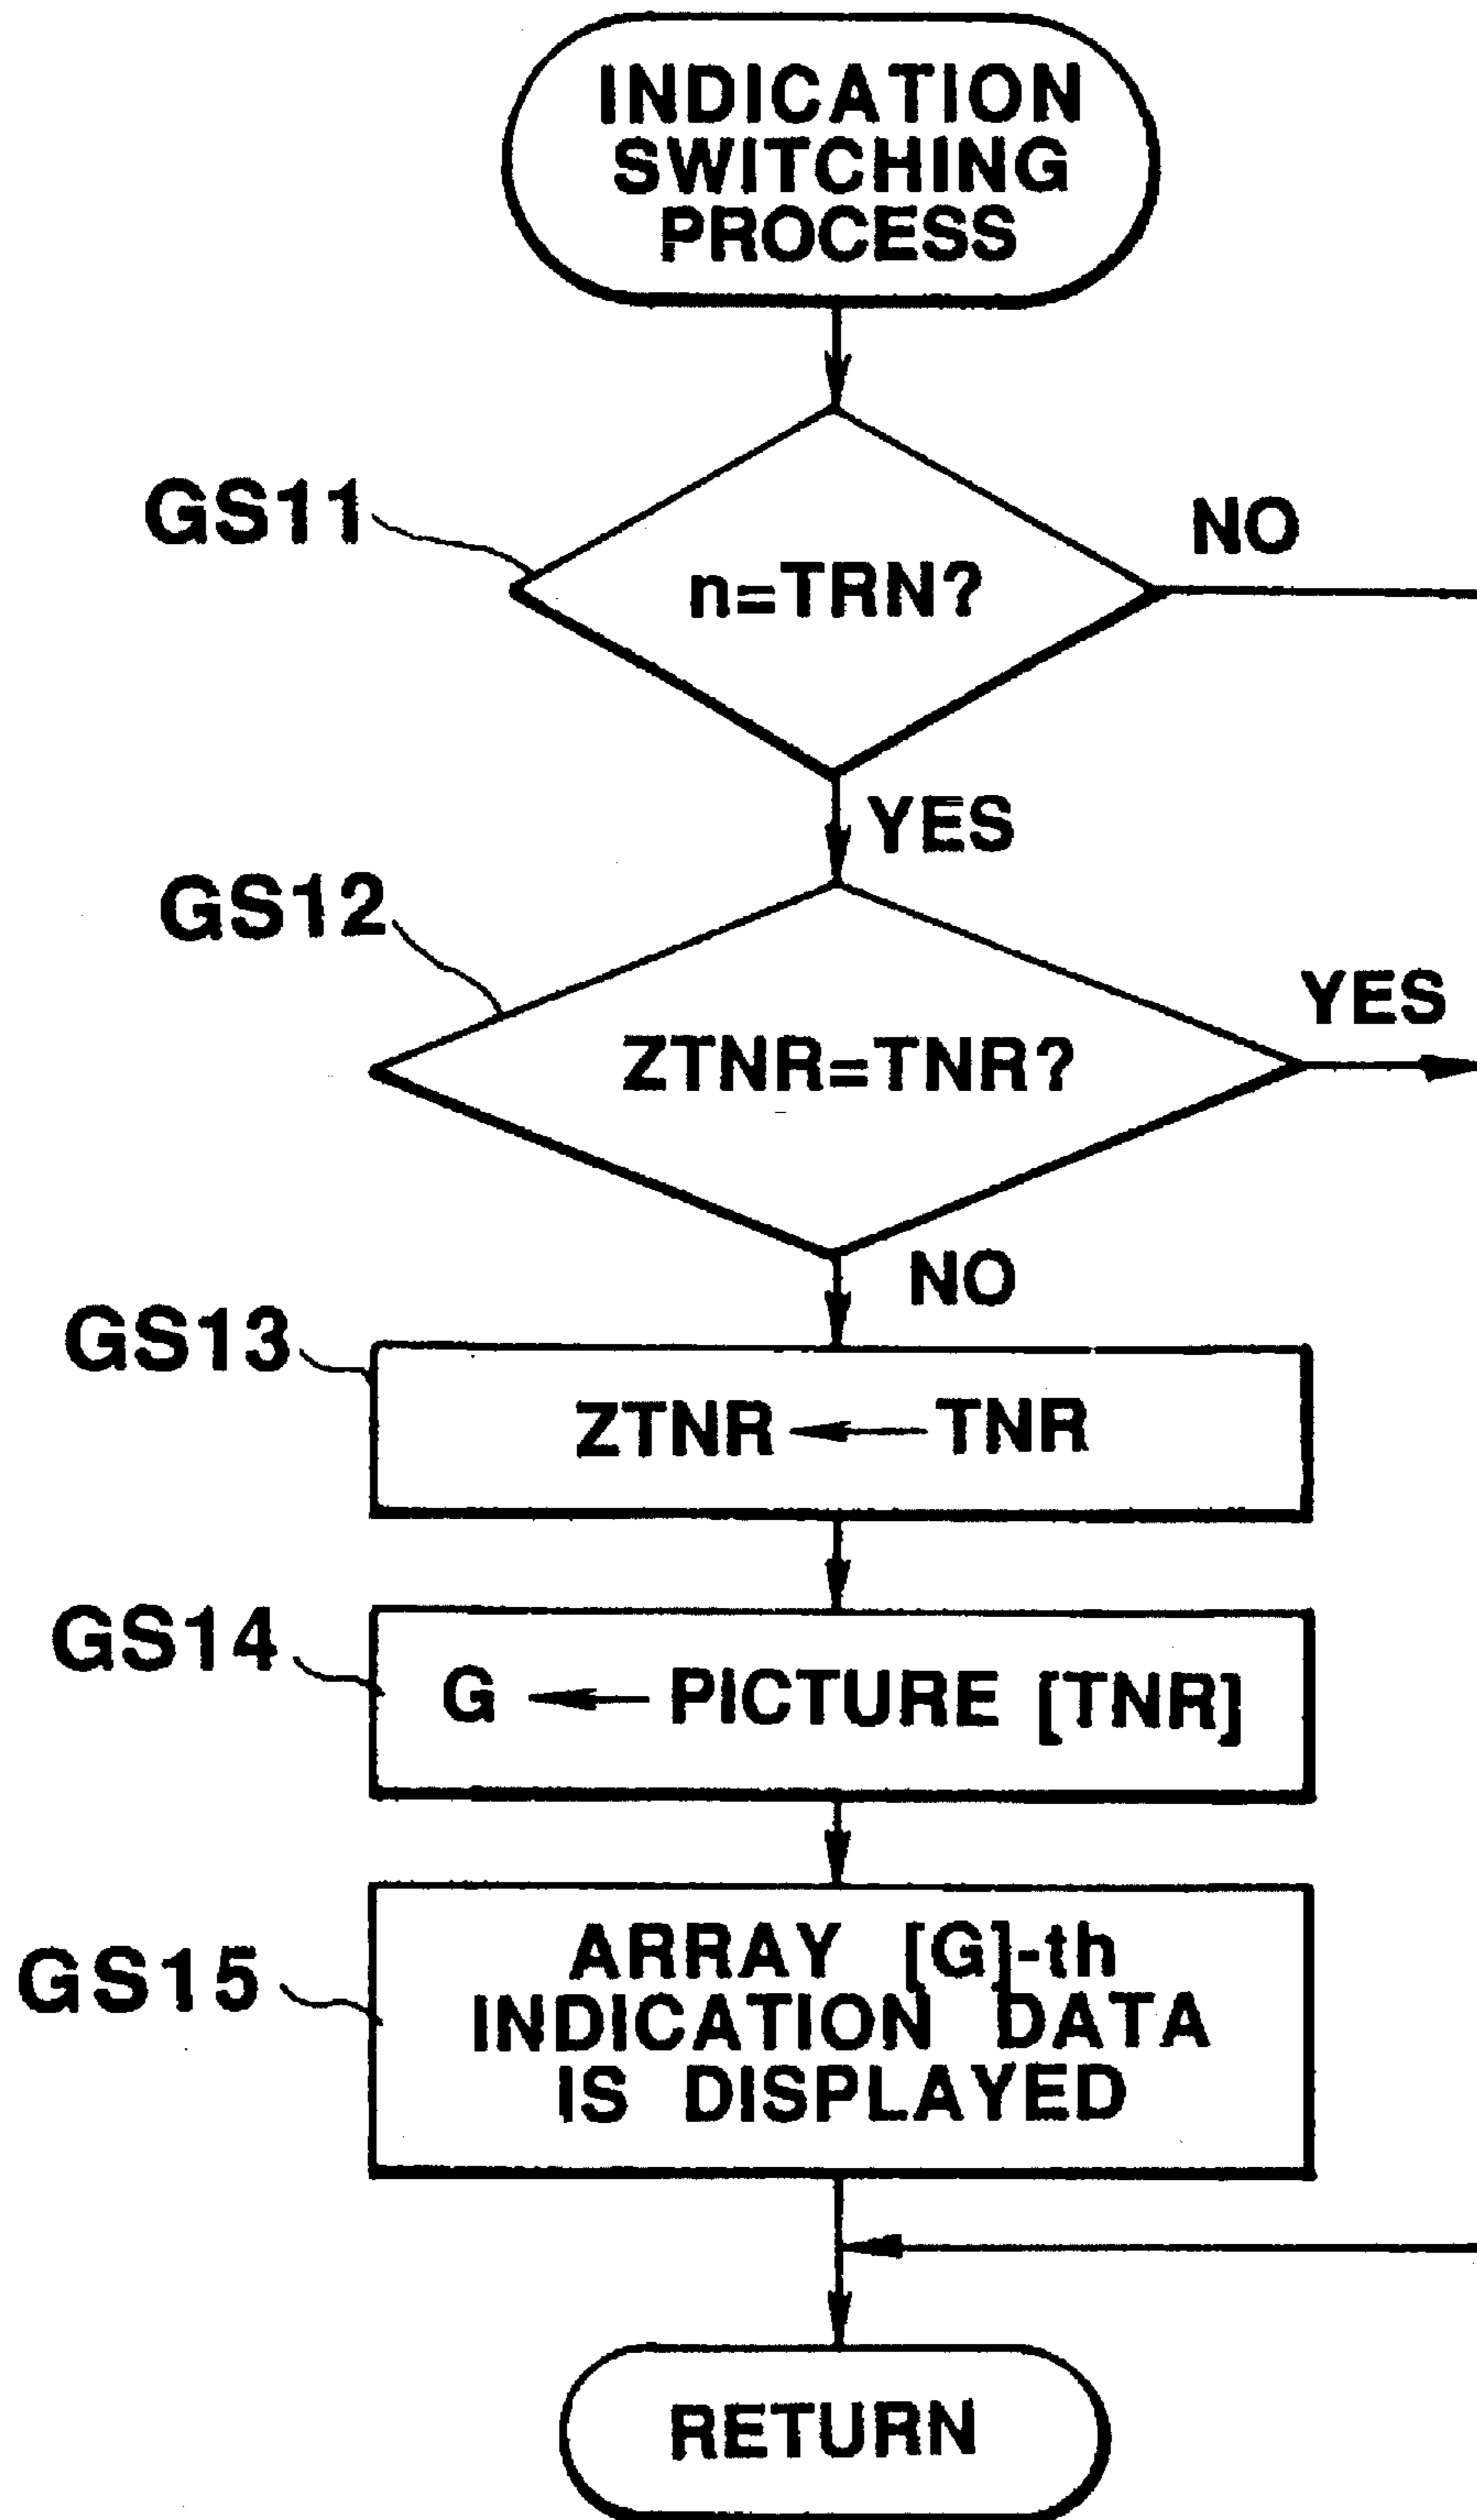 INDICATION
SWITCHING
PROCESS
GS11
n=TRN?
NO
YES
GS12
ZTNR=TNR?
YES
NO
GS13
ZTNR ← TNR
GS14
G ← PICTURE [TNR]
GS15
ARRAY [G]-th
INDICATION DATA
IS DISPLAYED
RETURN